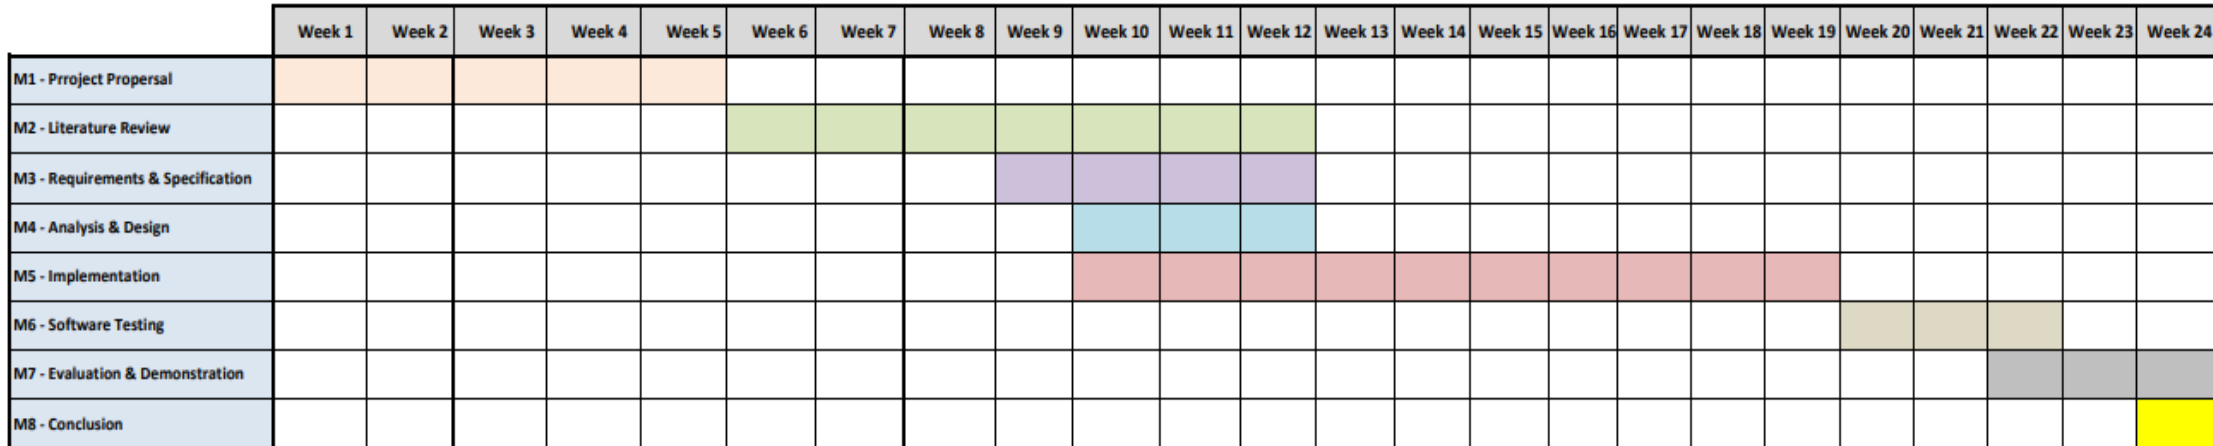 Week 1 Week 2 Week 3 Week 4 Week 5 Week 6 Week 7 Week 8 Week 9 Week 10 Week 11 Week 12 Week 13 Week 14 Week 15 Week 16 Week 17 Week 18 Week 19 Week 20 Week 21 Week 22 Week 23 Week 24
M1 - Prroject Propersal
M2 - Literature Review
M3 - Requirements & Specification
M4 - Analysis & Design
M5 - Implementation
M6 - Software Testing
M7 - Evaluation & Demonstration
M8 - Conclusion